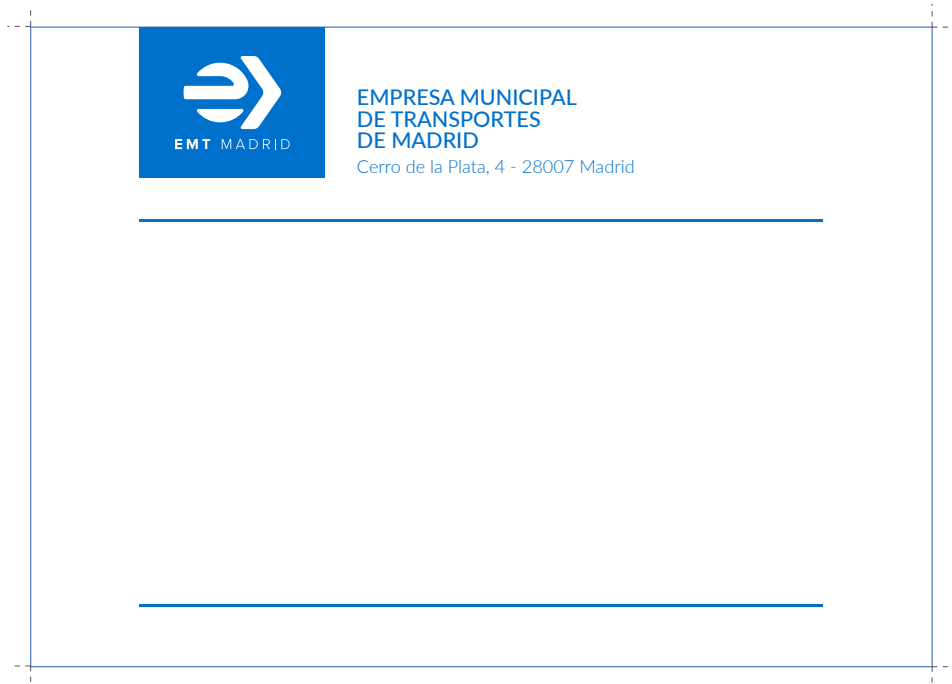 EMT MADRID
EMPRESA MUNICIPAL
DE TRANSPORTES
DE MADRID
Cerro de la Plata, 4 - 28007 Madrid